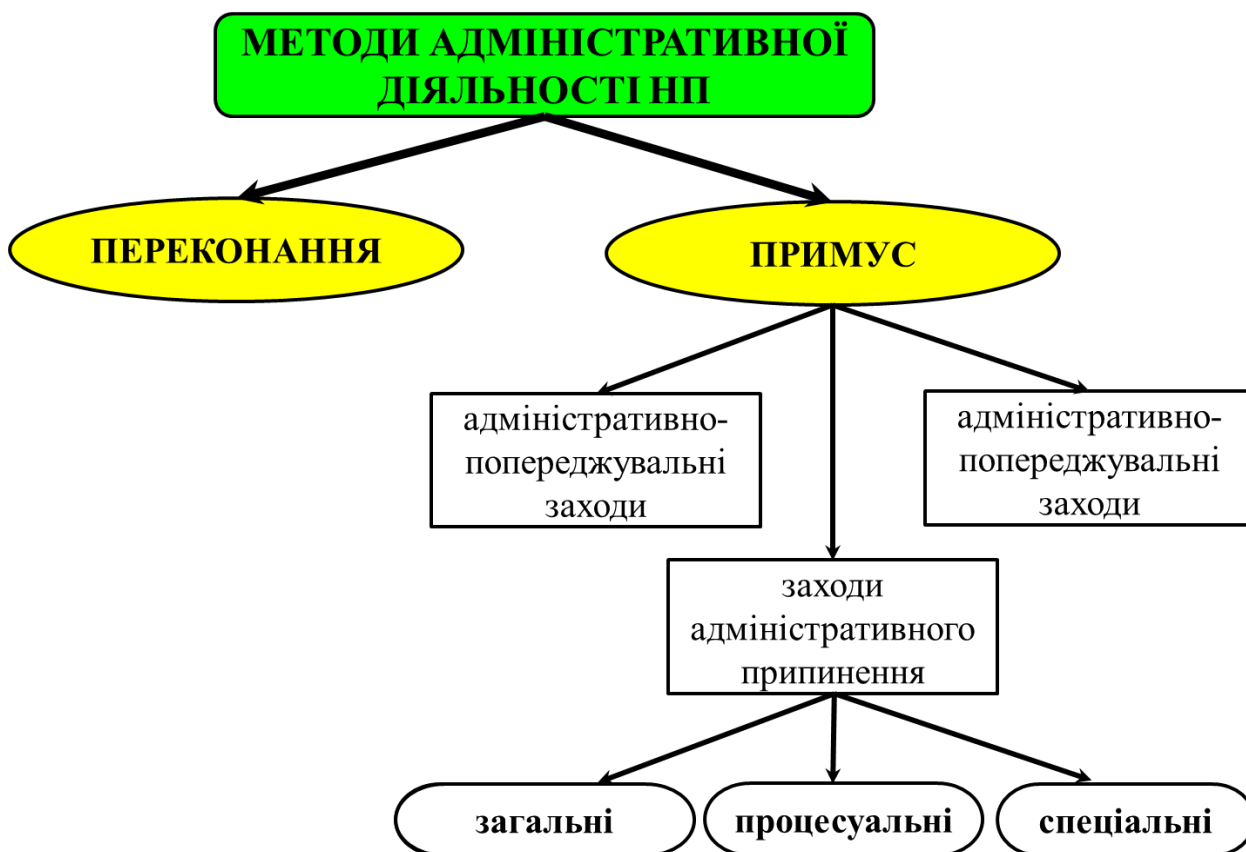 МЕТОДИ АДМІНІСТРАТИВНОЇ
ДІЯЛЬНОСТІ НП
ПЕРЕКОНАННЯ
ПРИМУС
адміністративно-
попереджувальні
заходи
адміністративно-
попереджувальні
заходи
заходи
адміністративного
припинення
загальні
процесуальні
спеціальні